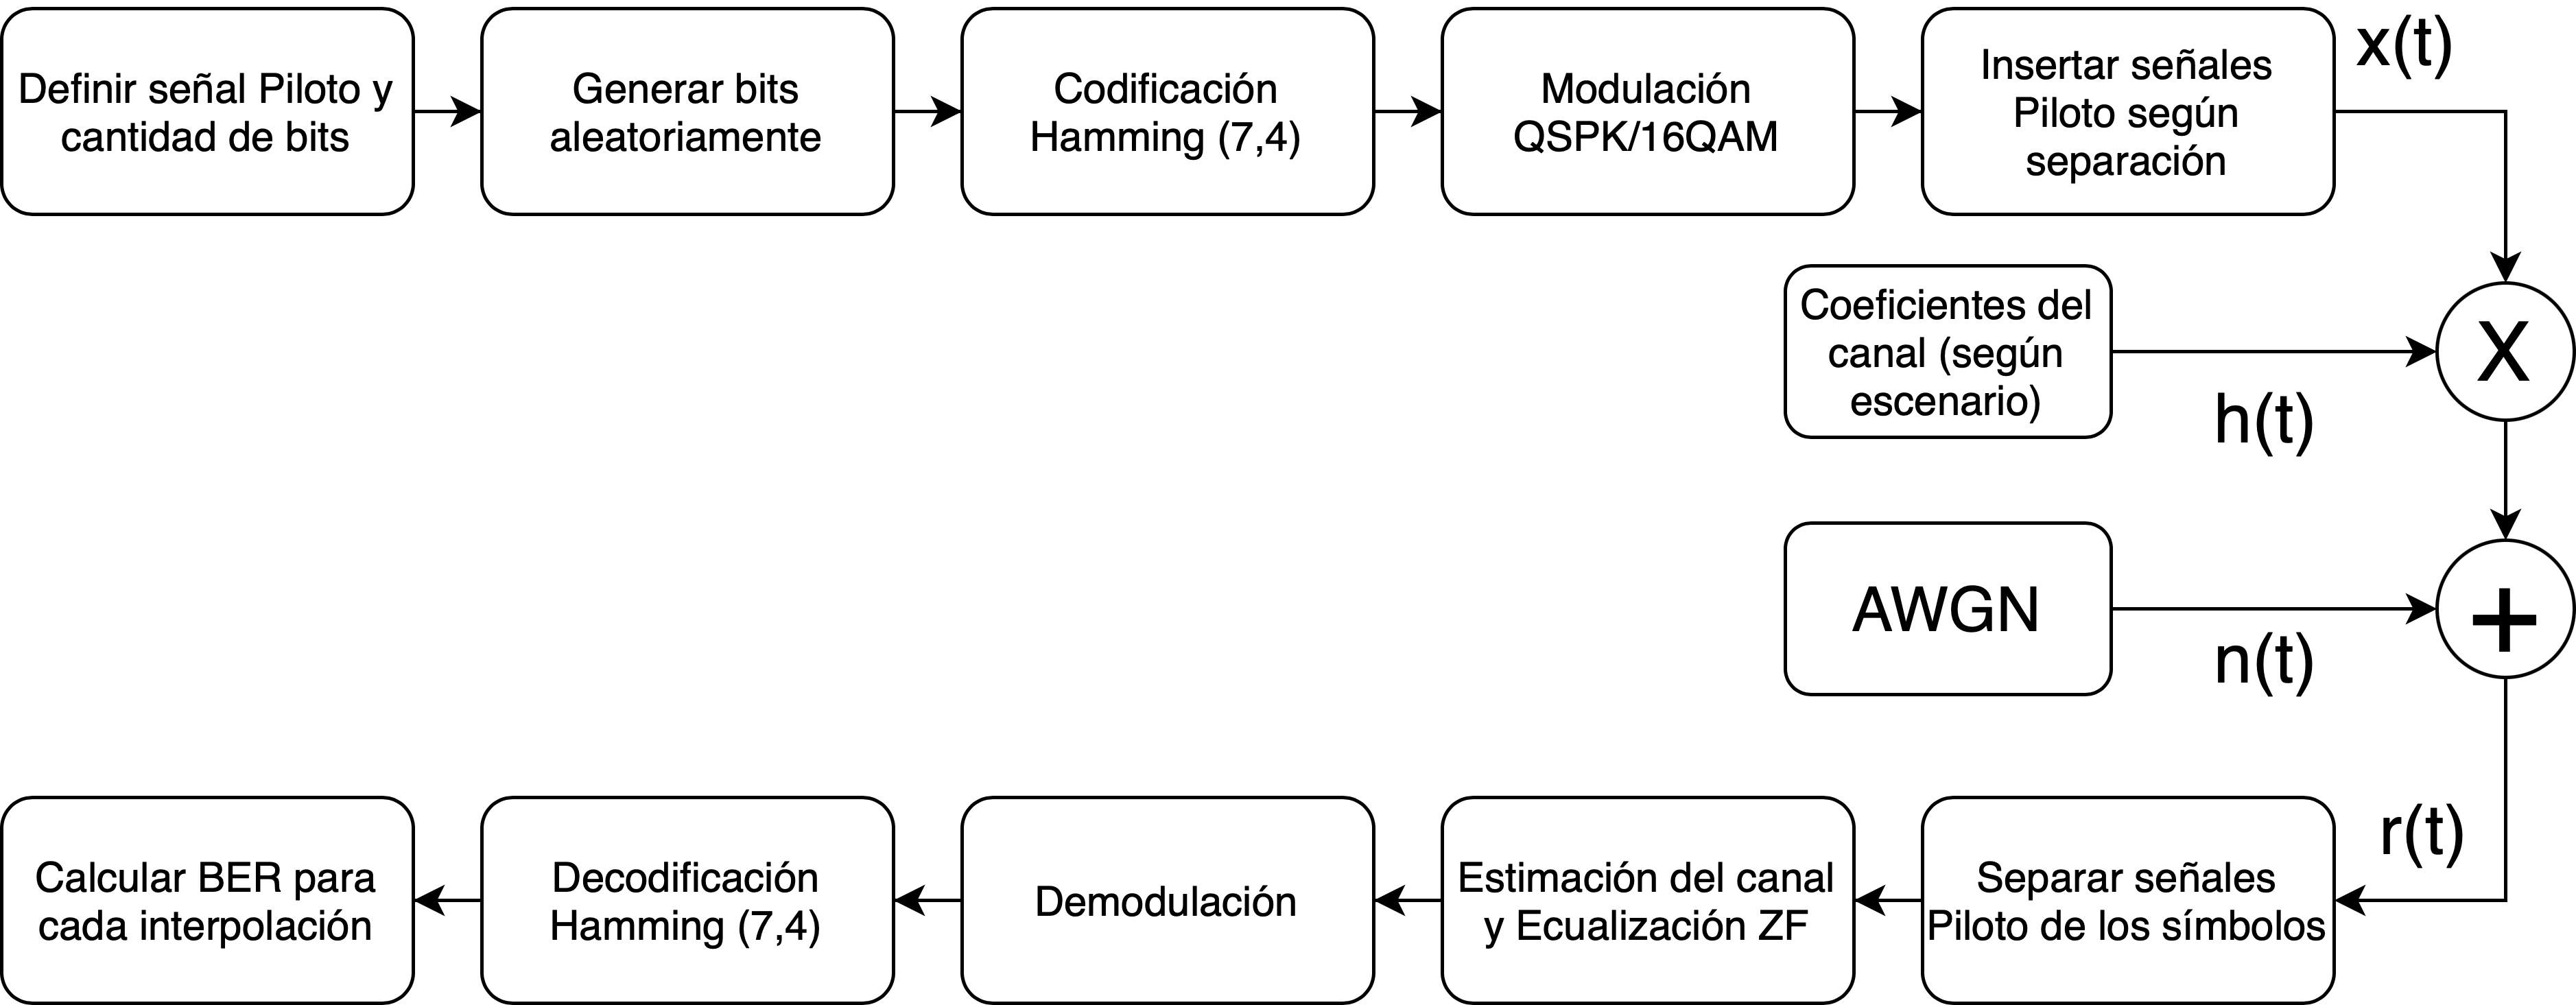 Definir señal Piloto y
cantidad de bits
Generar bits
aleatoriamente
Codificación
Hamming (7,4)
Modulación
QSPK/16QAM
Insertar señales
Piloto según
separación
x(t)
Coeficientes del
canal (según
escenario)
h(t)
X
AWGN
n(t)
+
r(t)
Separar señales
Piloto de los símbolos
Estimación del canal
y Ecualización ZF
Demodulación
Decodificación
Hamming (7,4)
Calcular BER para
cada interpolación